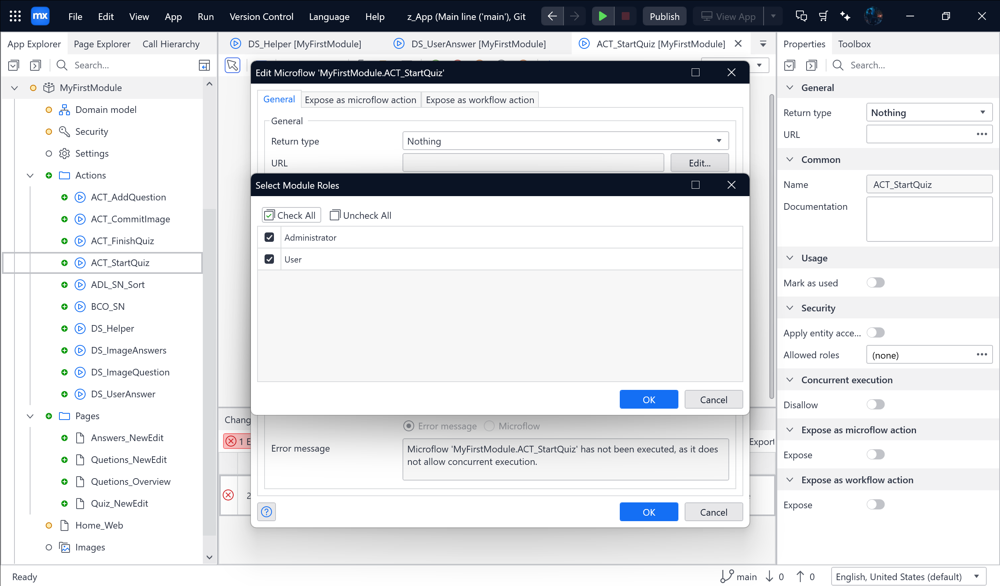 mx File Edit View App Run Version Control Language Help z_App (Main line ('main'), Git Publish View App
App Explorer Page Explorer Call Hierarchy
Search...
MyFirstModule
Domain model
Security
Settings
Actions
ACT_AddQuestion
ACT_CommitImage
ACT_FinishQuiz
ACT_StartQuiz
ADL_SN_Sort
BCO_SN
DS_Helper
DS_ImageAnswers
DS_ImageQuestion
DS_UserAnswer
Pages
Answers_NewEdit
Quetions_NewEdit
Quetions_Overview
Quiz_NewEdit
Home_Web
Images
DS_Helper [MyFirstModule] DS_UserAnswer [MyFirstModule] ACT_StartQuiz [MyFirstModule]
Edit Microflow 'MyFirstModule.ACT_StartQuiz'
General Expose as microflow action Expose as workflow action
General
Return type Nothing
URL Edit...
Select Module Roles
Check All Uncheck All
Administrator
User
OK Cancel
Chang
Error message Microflow
1 E
Export
Error message Microflow 'MyFirstModule.ACT_StartQuiz' has not been executed, as it does
not allow concurrent execution.
2
OK Cancel
Properties Toolbox
Search...
General
Return type Nothing
URL
Common
Name ACT_StartQuiz
Documentation
Usage
Mark as used
Security
Apply entity acce...
Allowed roles (none)
Concurrent execution
Disallow
Expose as microflow action
Expose
Expose as workflow action
Expose
Ready main 0 0 English, United States (default)